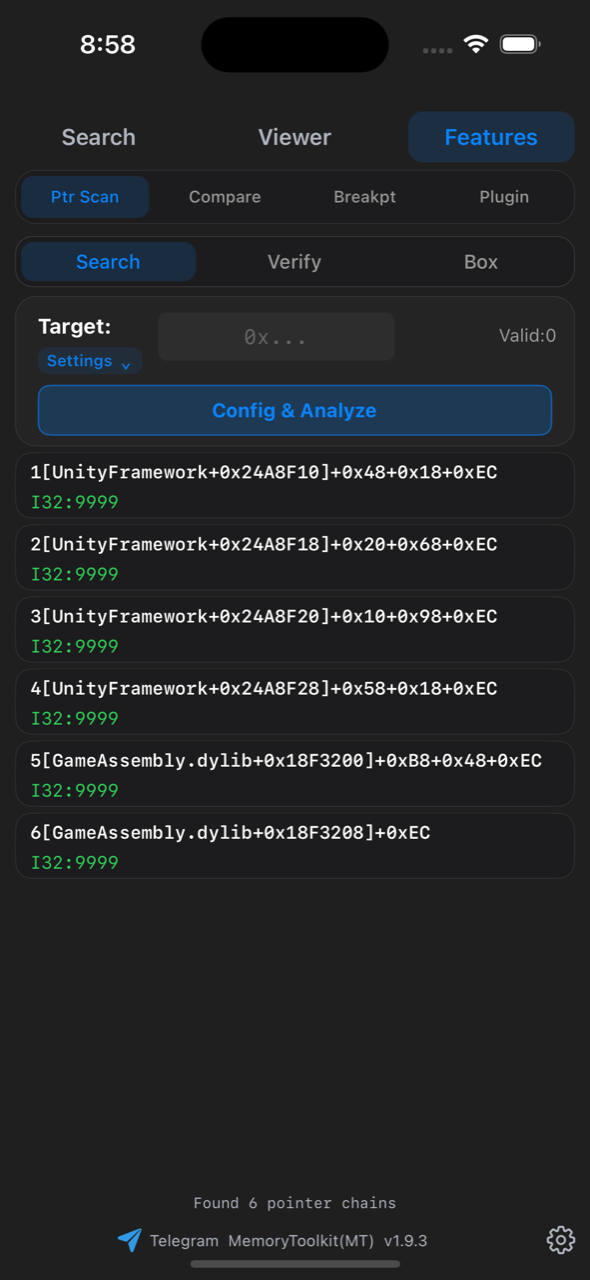 8:58
Search Viewer Features
Ptr Scan Compare Breakpt Plugin
Search Verify Box
Target: 0x... Valid:0
Settings
Config & Analyze
1[UnityFramework+0x24A8F10]+0x48+0x18+0xEC
I32:9999
2[UnityFramework+0x24A8F18]+0x20+0x68+0xEC
I32:9999
3[UnityFramework+0x24A8F20]+0x10+0x98+0xEC
I32:9999
4[UnityFramework+0x24A8F28]+0x58+0x18+0xEC
I32:9999
5[GameAssembly.dylib+0x18F3200]+0xB8+0x48+0xEC
I32:9999
6[GameAssembly.dylib+0x18F3208]+0xEC
I32:9999
Found 6 pointer chains
Telegram MemoryToolkit(MT) v1.9.3